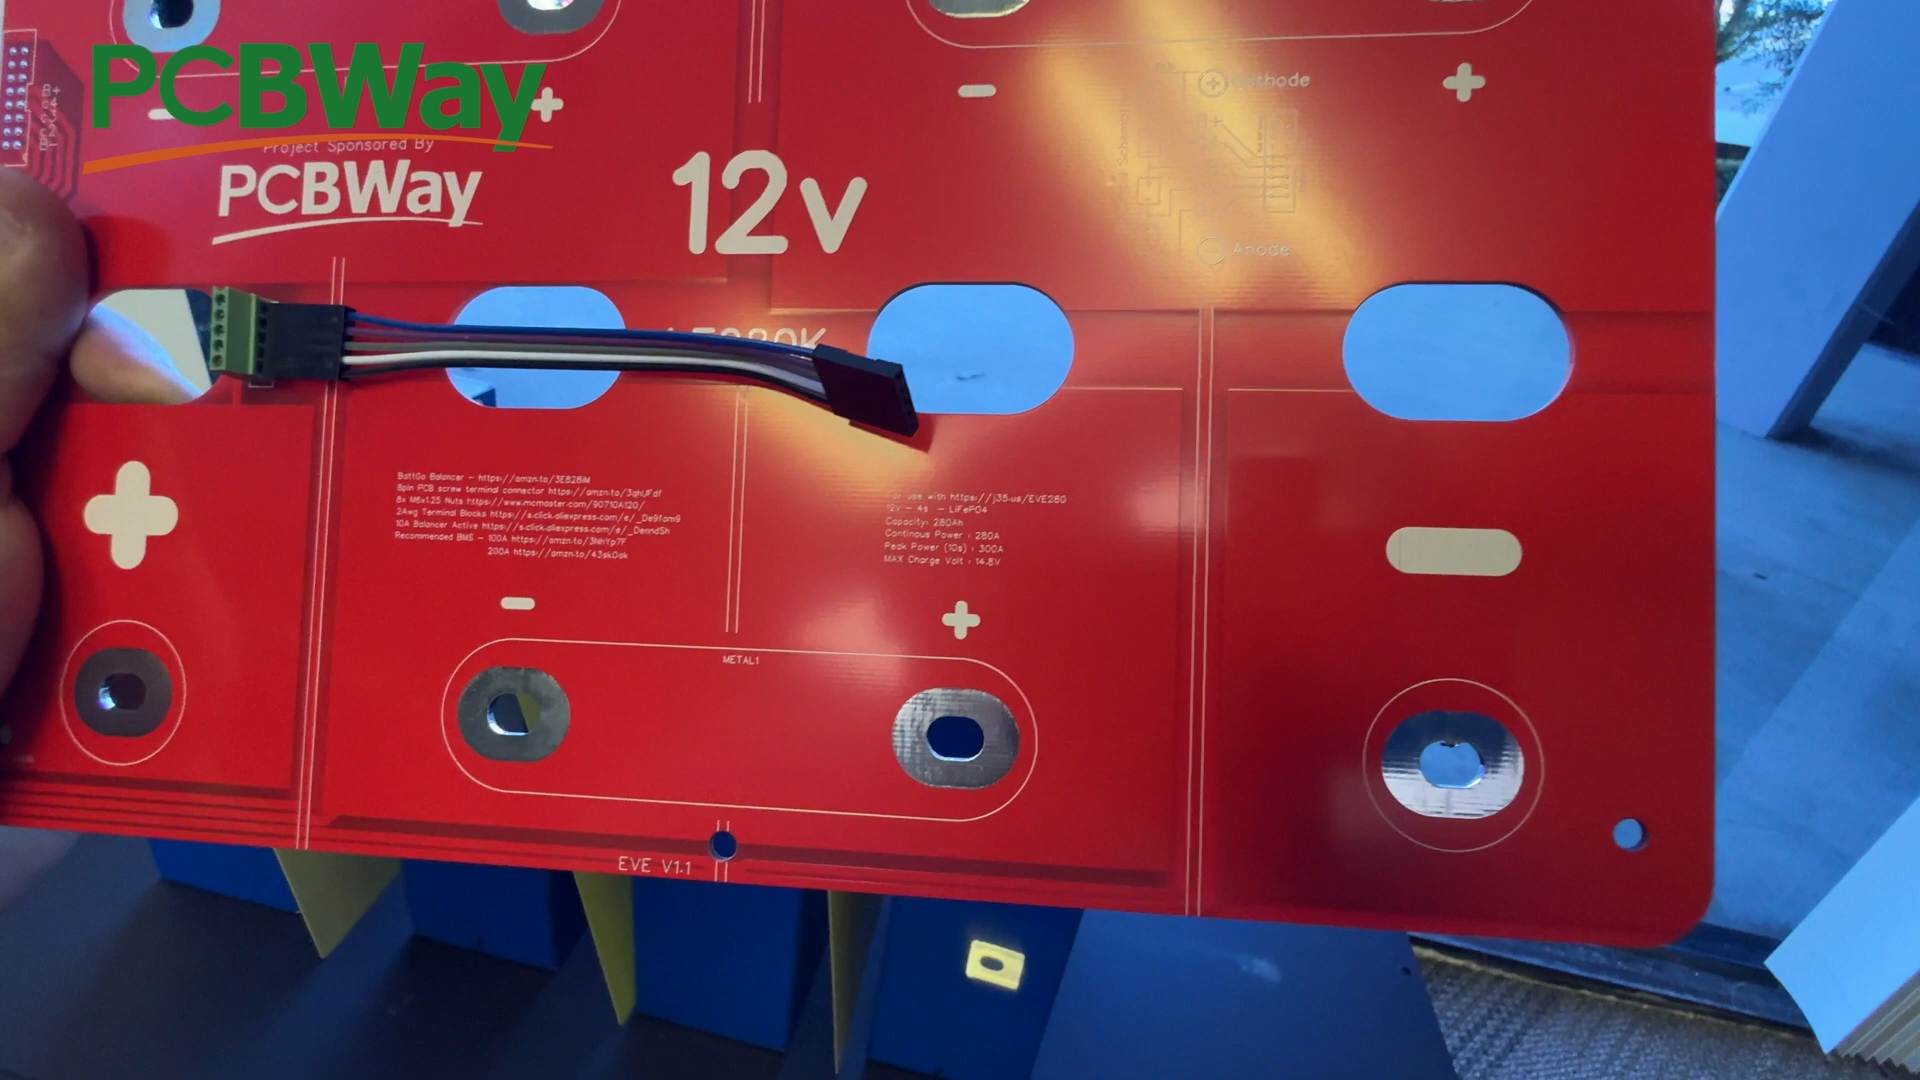 PCBWay
Project Sponsored By
PCBWay
12v
Cathode
Anode
BattGo Balancer - https://amzn.to/3E828iM
8pin PCB screw terminal connector https://amzn.to/3qhUFdf
8x M6x1.25 Nuts https://www.mcmaster.com/90710A120/
2Awg Terminal Blocks https://s.click.aliexpress.com/e/_De9fom9
10A Balancer Active https://s.click.aliexpress.com/e/_DenndSh
Recommended BMS - 100A https://amzn.to/3NhYp7F
200A https://amzn.to/43skOak
For use with https://j35.us/EVE280
12v - 4s - LiFePO4
Capacity: 280Ah
Continous Power : 280A
Peak Power (10s) : 300A
MAX Charge Volt : 14.8V
METAL1
EVE V1.1